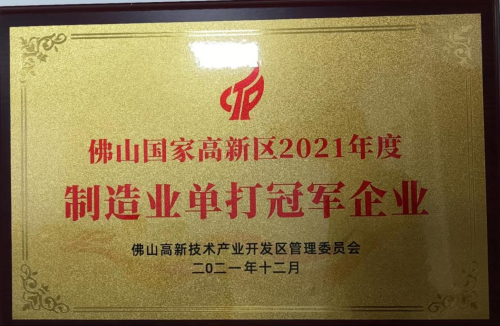 佛山国家高新区2021年度
制造业单打冠军企业
佛山高新技术产业开发区管理委员会
二〇二一年十二月